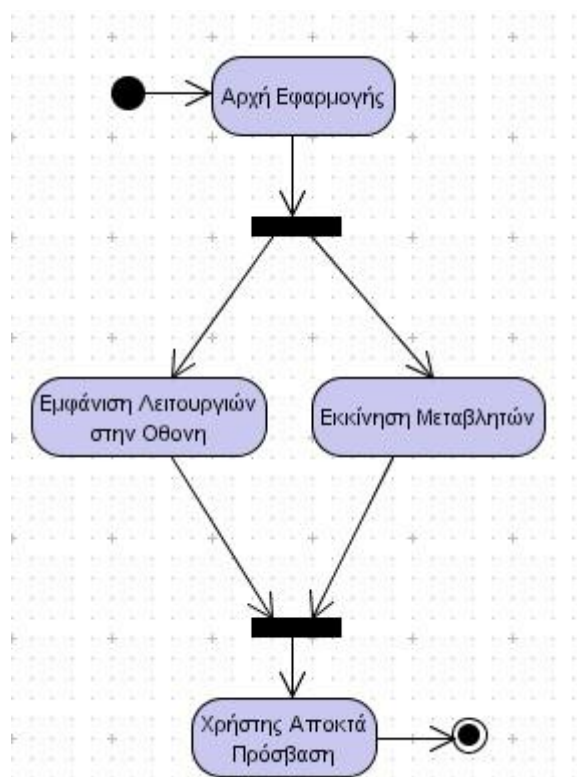 Αρχή Εφαρμογής
Εμφάνιση Λειτουργιών
στην Οθονη
Εκκίνηση Μεταβλητών
Χρήστης Αποκτά
Πρόσβαση